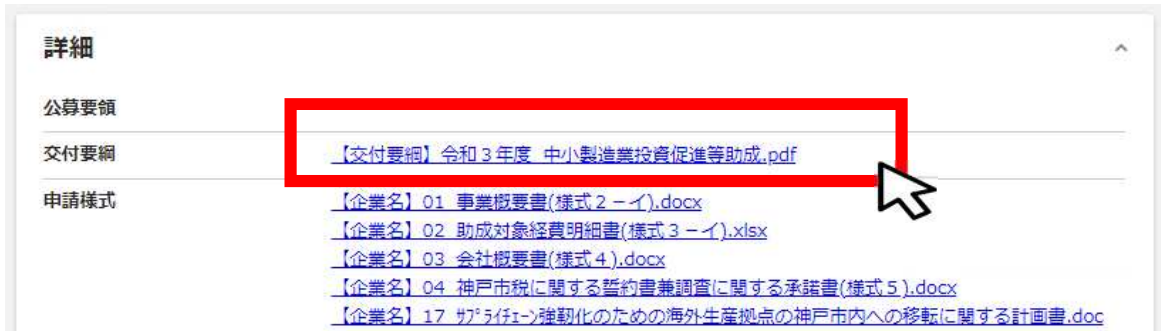 詳細
公募要領
交付要綱 【交付要綱】令和３年度 中小製造業投資促進等助成.pdf
申請様式 【企業名】01 事業概要書(様式２－イ).docx
【企業名】02 助成対象経費明細書(様式３－イ).xlsx
【企業名】03 会社概要書(様式４).docx
【企業名】04 神戸市税に関する誓約書兼調査に関する承諾書(様式５).docx
【企業名】17 ｻﾌﾟﾗｲﾁｪｰﾝ強靭化のための海外生産拠点の神戸市内への移転に関する計画書.doc